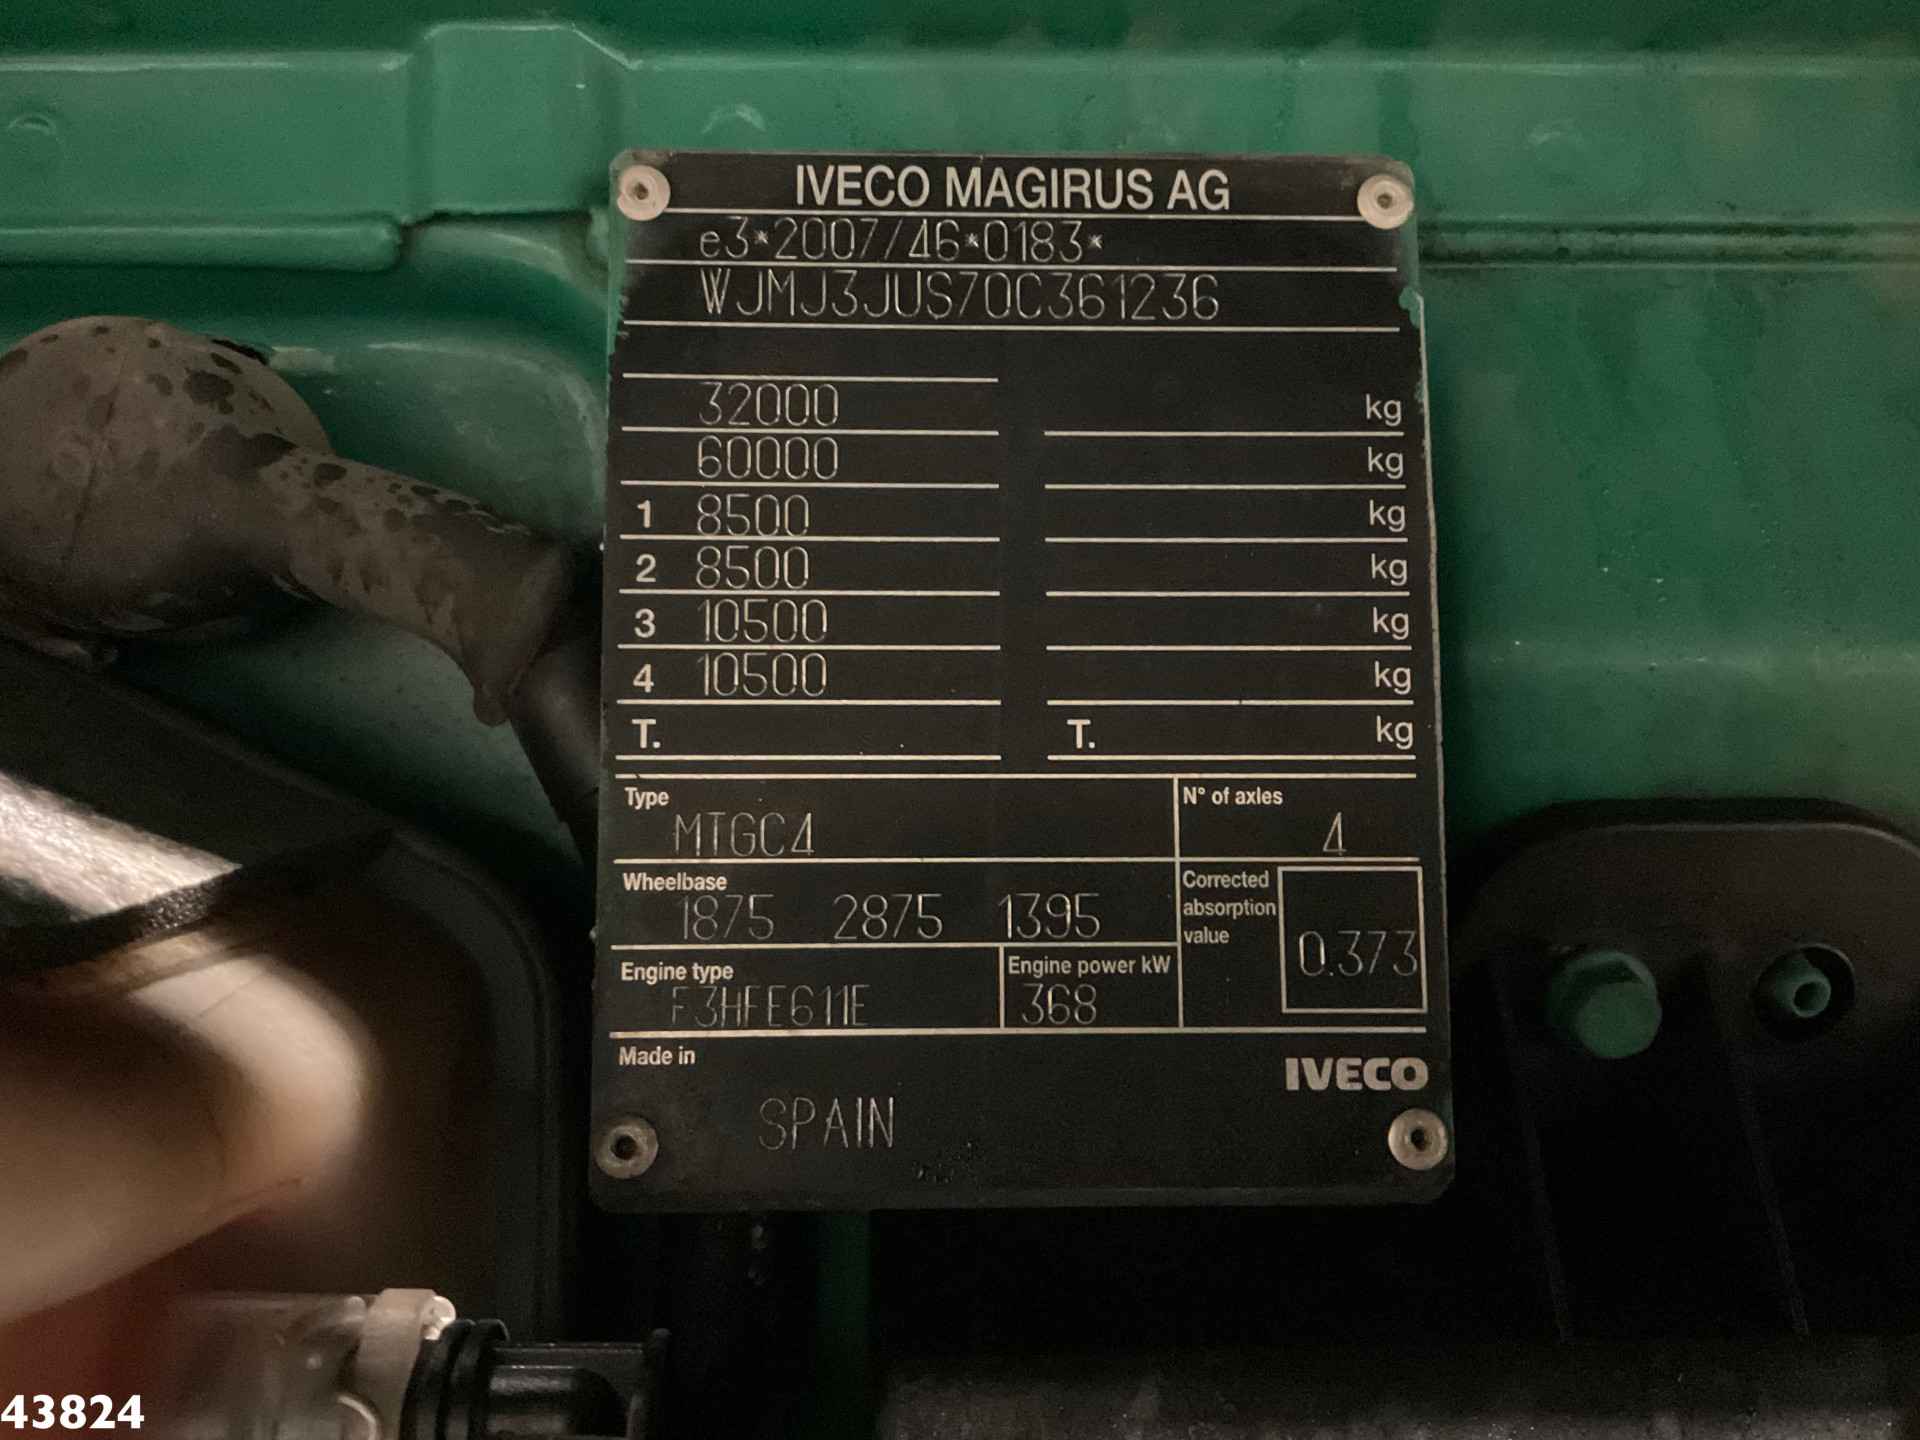 IVECO MAGIRUS AG
e3*2007/46*0183*
WJMJ3JUS70C361236
32000 kg
60000 kg
1 8500 kg
2 8500 kg
3 10500 kg
4 10500 kg
T. T. kg
Type N° of axles
MTGC4 4
Wheelbase Corrected
absorption
value
1875 2875 1395
0.373
Engine type Engine power kW
F3HFE611E 368
Made in
IVECO
SPAIN
43824